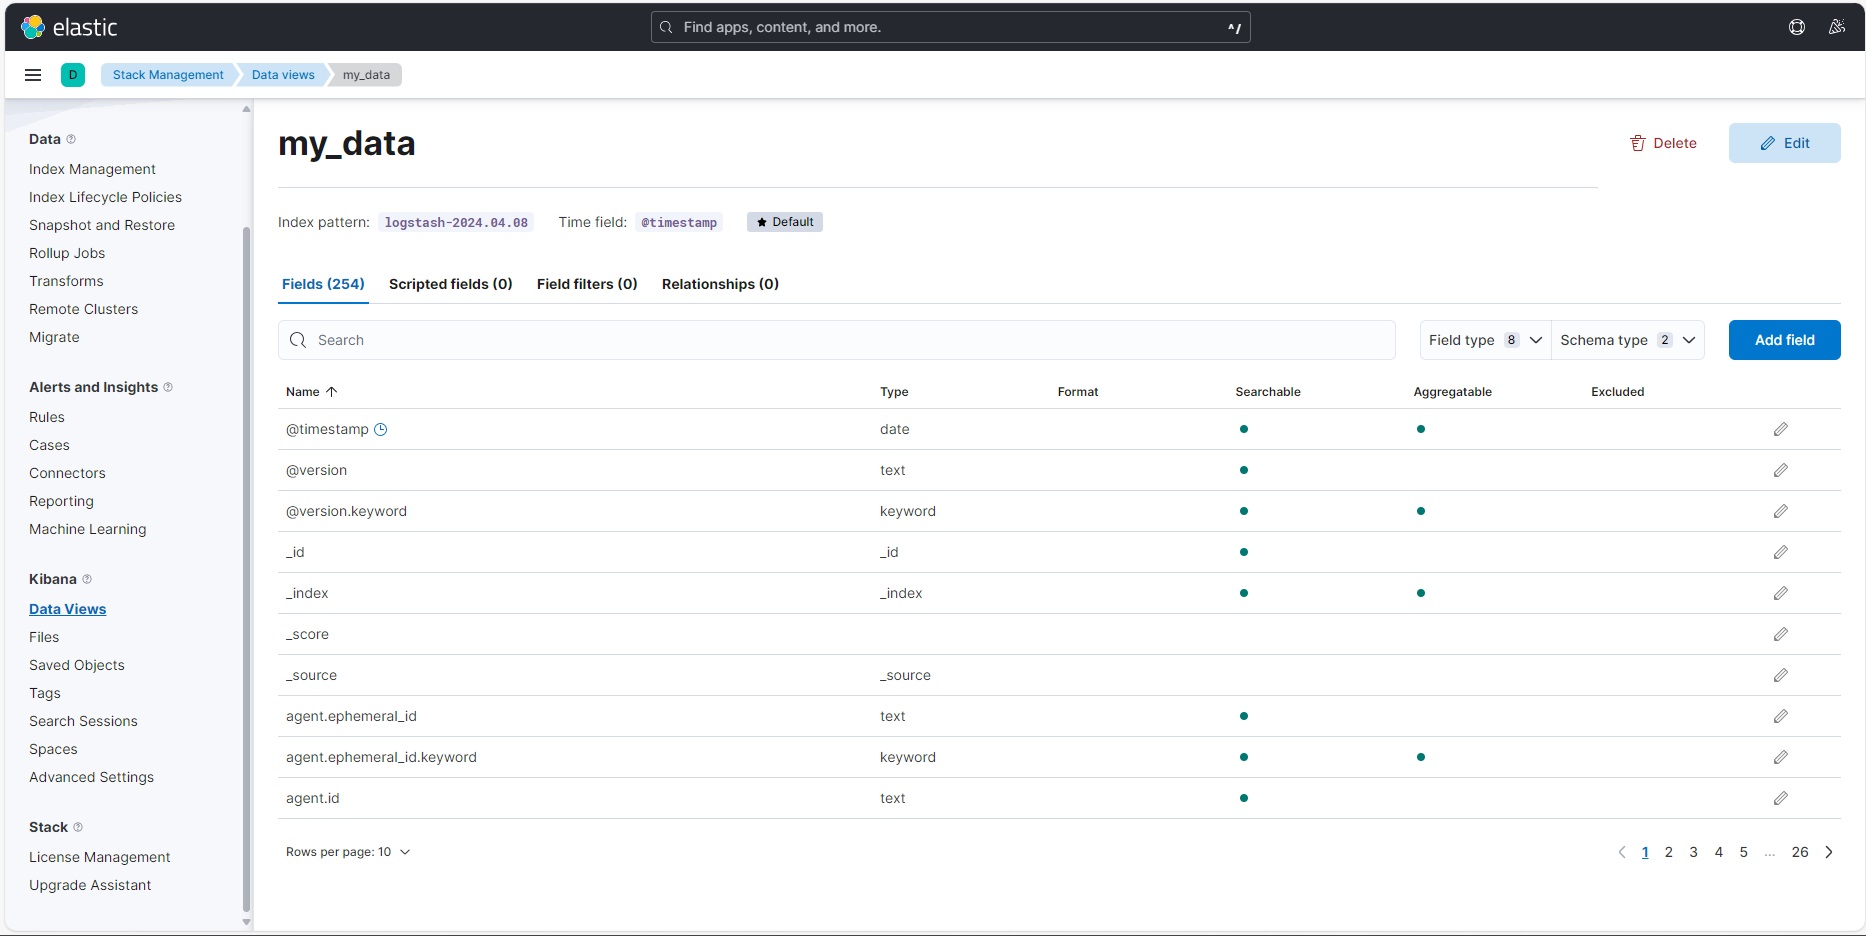 elastic
Find apps, content, and more.
^/
D
Stack Management
Data views
my_data
Data
Index Management
Index Lifecycle Policies
Snapshot and Restore
Rollup Jobs
Transforms
Remote Clusters
Migrate
Alerts and Insights
Rules
Cases
Connectors
Reporting
Machine Learning
Kibana
Data Views
Files
Saved Objects
Tags
Search Sessions
Spaces
Advanced Settings
Stack
License Management
Upgrade Assistant
my_data
Delete
Edit
Index pattern: logstash-2024.04.08 Time field: @timestamp Default
Fields (254) Scripted fields (0) Field filters (0) Relationships (0)
Search
Field type 8
Schema type 2
Add field
Name Type Format Searchable Aggregatable Excluded
@timestamp date
@version text
@version.keyword keyword
_id _id
_index _index
_score
_source _source
agent.ephemeral_id text
agent.ephemeral_id.keyword keyword
agent.id text
Rows per page: 10
1 2 3 4 5 ... 26